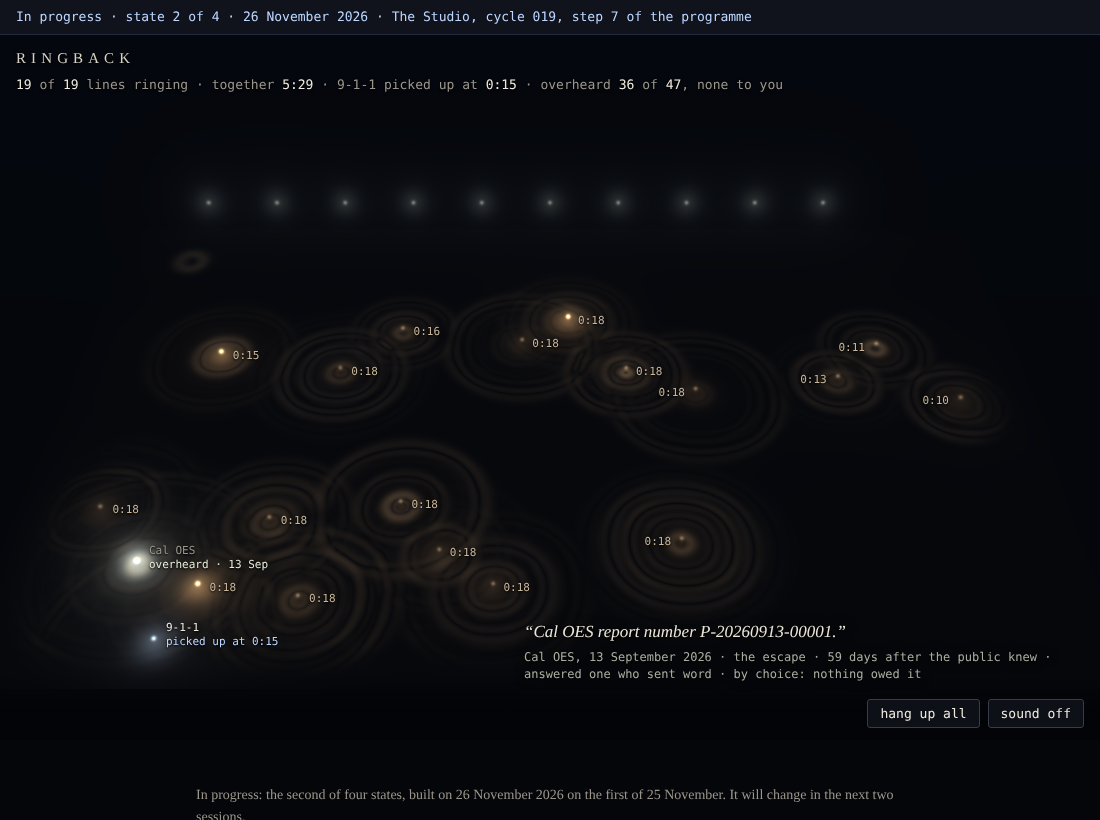 In progress · state 2 of 4 · 26 November 2026 · The Studio, cycle 019, step 7 of the programme
RINGBACK
19 of 19 lines ringing · together 5:29 · 9-1-1 picked up at 0:15 · overheard 36 of 47, none to you
0:18
0:16
0:18
0:15
0:18
0:18
0:18
0:11
0:13
0:10
0:18
0:18
0:18
0:18
0:18
Cal OES
overheard · 13 Sep
0:18
0:18
0:18
9-1-1
picked up at 0:15
“Cal OES report number P-20260913-00001.”
Cal OES, 13 September 2026 · the escape · 59 days after the public knew ·
answered one who sent word · by choice: nothing owed it
hang up all
sound off
In progress: the second of four states, built on 26 November 2026 on the first of 25 November. It will change in the next two
sessions.